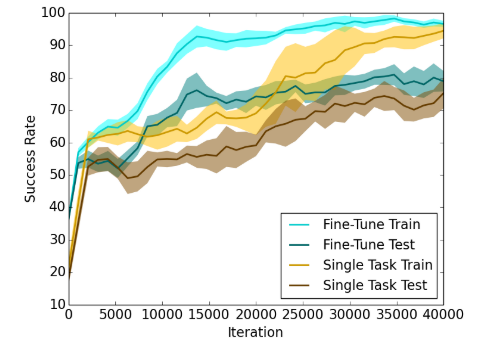 100
90
80
70
60
50
40
30
20
10
Success Rate
Fine-Tune Train
Fine-Tune Test
Single Task Train
Single Task Test
0 5000 10000 15000 20000 25000 30000 35000 40000
Iteration